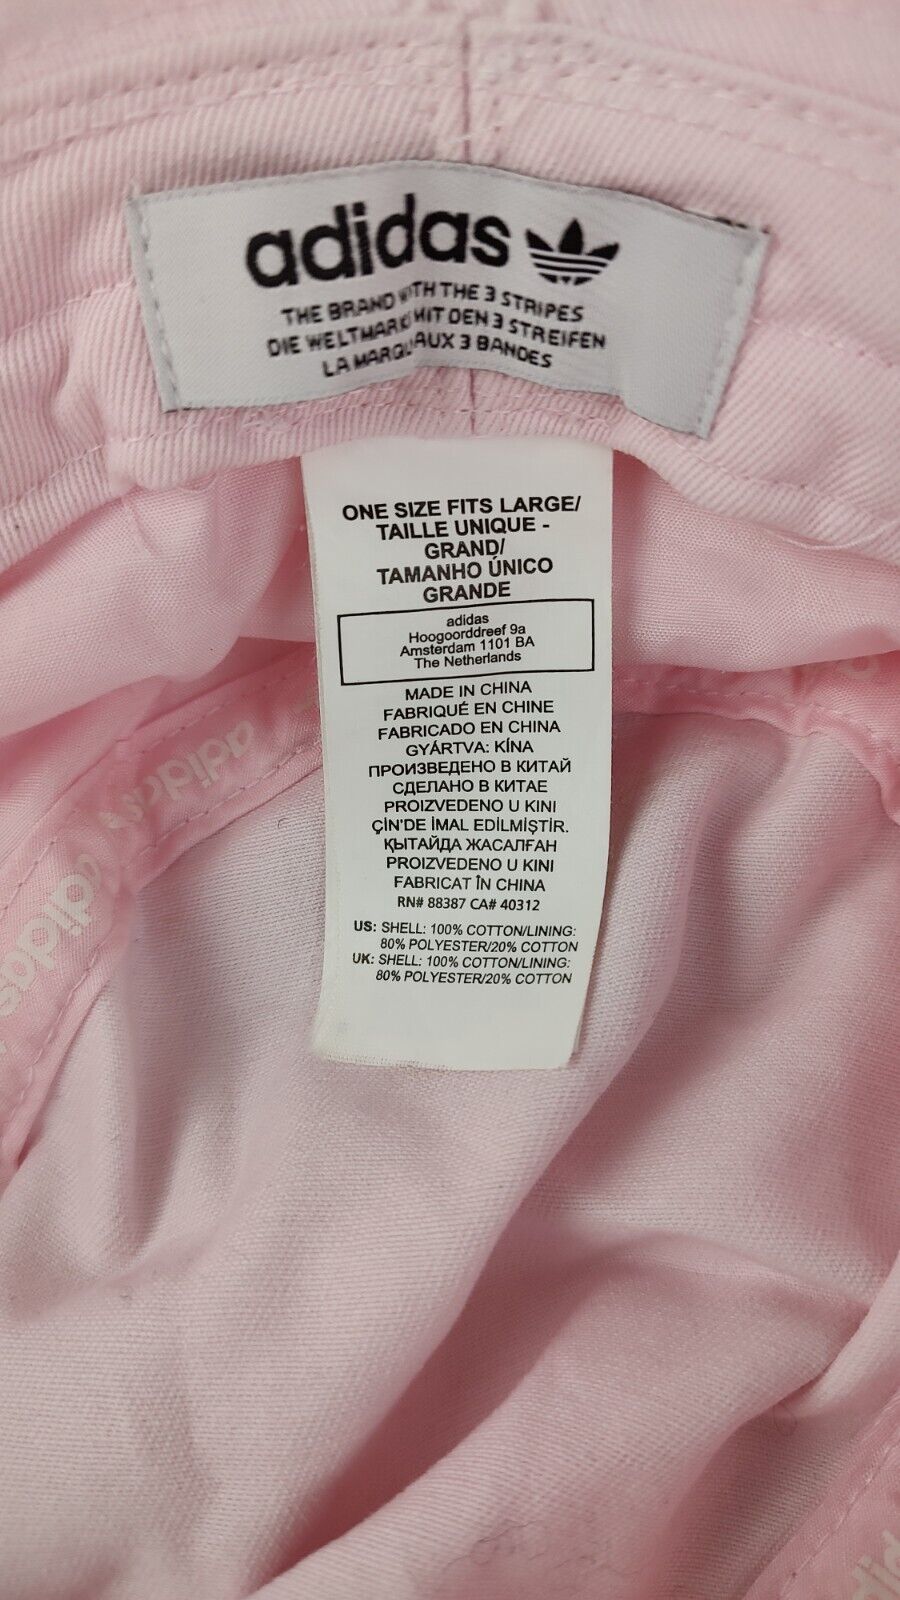 adidas
THE BRAND WITH THE 3 STRIPES
DIE WELTMARKE MIT DEN 3 STREIFEN
LA MARQUE AUX 3 BANDES
ONE SIZE FITS LARGE/
TAILLE UNIQUE -
GRAND/
TAMANHO ÚNICO
GRANDE
adidas
Hoogoorddreef 9a
Amsterdam 1101 BA
The Netherlands
MADE IN CHINA
FABRIQUÉ EN CHINE
FABRICADO EN CHINA
GYÁRTVA: KÍNA
ПРОИЗВЕДЕНО В КИТАЙ
СДЕЛАНО В КИТАЕ
PROIZVEDENO U KINI
ÇİN'DE İMAL EDİLMİŞTİR.
ҚЫТАЙДА ЖАСАЛҒАН
PROIZVEDENO U KINI
FABRICAT ÎN CHINA
RN# 88387 CA# 40312
US: SHELL: 100% COTTON/LINING:
80% POLYESTER/20% COTTON
UK: SHELL: 100% COTTON/LINING:
80% POLYESTER/20% COTTON
adidas
adidas
adidas
adidas